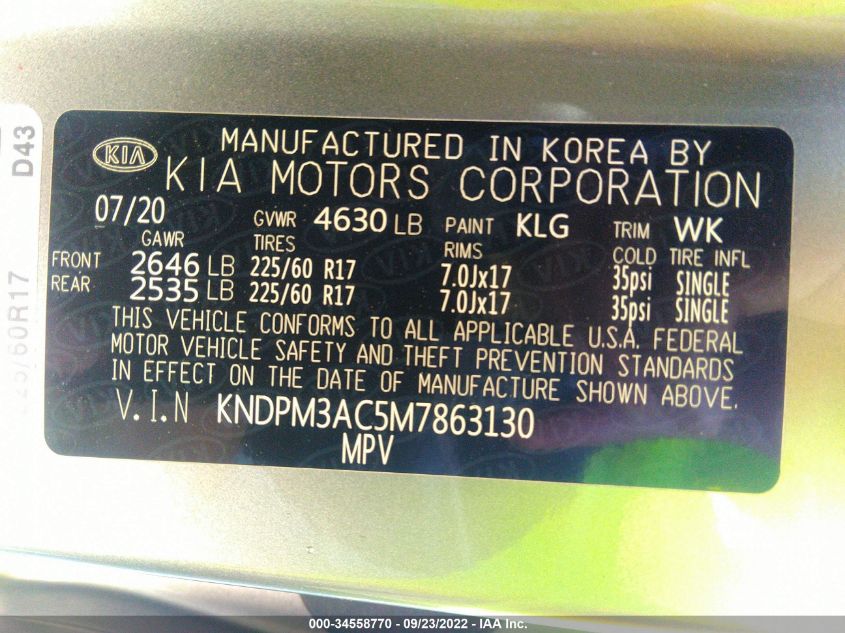 D43
225/60R17
KIA
MANUFACTURED IN KOREA BY
KIA MOTORS CORPORATION
07/20 GVWR 4630 LB PAINT KLG TRIM WK
GAWR TIRES RIMS COLD TIRE INFL
FRONT 2646 LB 225/60 R17 7.0Jx17 35psi SINGLE
REAR 2535 LB 225/60 R17 7.0Jx17 35psi SINGLE
THIS VEHICLE CONFORMS TO ALL APPLICABLE U.S.A. FEDERAL
MOTOR VEHICLE SAFETY AND THEFT PREVENTION STANDARDS
IN EFFECT ON THE DATE OF MANUFACTURE SHOWN ABOVE.
V.I.N KNDPM3AC5M7863130
MPV
000-34558770 - 09/23/2022 - IAA Inc.